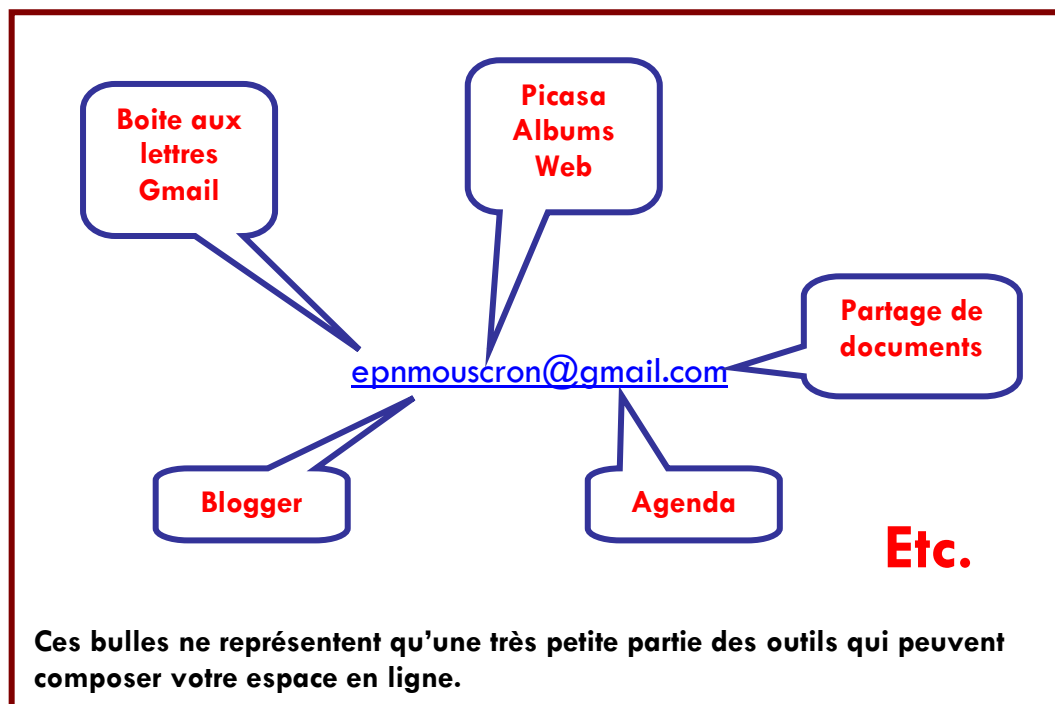 Boite aux
lettres
Gmail
Picasa
Albums
Web
Partage de
documents
epnmouscron@gmail.com
Blogger
Agenda
Etc.
Ces bulles ne représentent qu’une très petite partie des outils qui peuvent
composer votre espace en ligne.